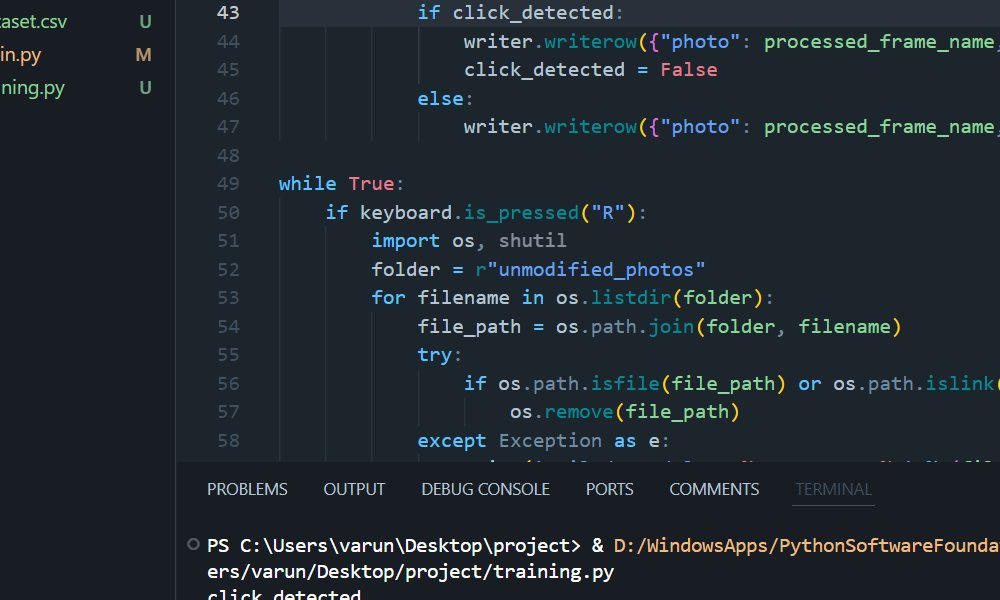 taset.csv U
in.py M
ning.py U
43 if click_detected:
44 writer.writerow({"photo": processed_frame_name,
45 click_detected = False
46 else:
47 writer.writerow({"photo": processed_frame_name,
48
49 while True:
50 if keyboard.is_pressed("R"):
51 import os, shutil
52 folder = r"unmodified_photos"
53 for filename in os.listdir(folder):
54 file_path = os.path.join(folder, filename)
55 try:
56 if os.path.isfile(file_path) or os.path.islink(
57 os.remove(file_path)
58 except Exception as e:
PROBLEMS OUTPUT DEBUG CONSOLE PORTS COMMENTS TERMINAL
PS C:\Users\varun\Desktop\project> & D:/WindowsApps/PythonSoftwareFounda
ers/varun/Desktop/project/training.py
click detected